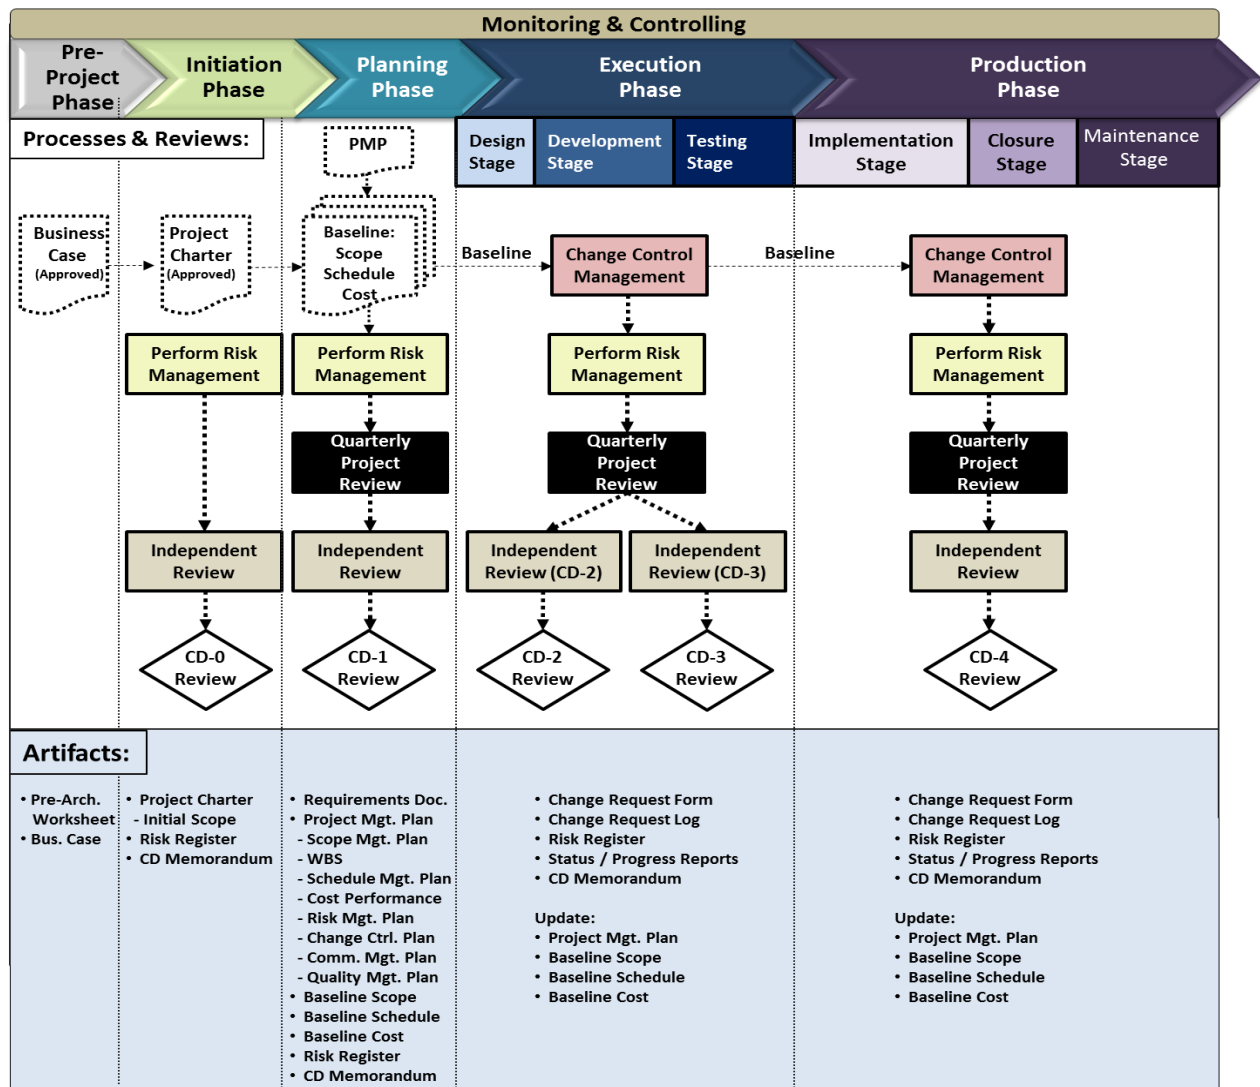 Monitoring & Controlling
Pre-
Project
Phase
Initiation
Phase
Planning
Phase
Execution
Phase
Production
Phase
Processes & Reviews:
PMP
Design
Stage
Development
Stage
Testing
Stage
Implementation
Stage
Closure
Stage
Maintenance
Stage
Business
Case
(Approved)
Project
Charter
(Approved)
Baseline:
Scope
Schedule
Cost
Baseline
Change Control
Management
Baseline
Change Control
Management
Perform Risk
Management
Perform Risk
Management
Perform Risk
Management
Perform Risk
Management
Quarterly
Project
Review
Quarterly
Project
Review
Quarterly
Project
Review
Independent
Review
Independent
Review
Independent
Review (CD-2)
Independent
Review (CD-3)
Independent
Review
CD-0
Review
CD-1
Review
CD-2
Review
CD-3
Review
CD-4
Review
Artifacts:
• Pre-Arch.
Worksheet
• Bus. Case
• Project Charter
- Initial Scope
• Risk Register
• CD Memorandum
• Requirements Doc.
• Project Mgt. Plan
- Scope Mgt. Plan
- WBS
- Schedule Mgt. Plan
- Cost Performance
- Risk Mgt. Plan
- Change Ctrl. Plan
- Comm. Mgt. Plan
- Quality Mgt. Plan
• Baseline Scope
• Baseline Schedule
• Baseline Cost
• Risk Register
• CD Memorandum
• Change Request Form
• Change Request Log
• Risk Register
• Status / Progress Reports
• CD Memorandum
Update:
• Project Mgt. Plan
• Baseline Scope
• Baseline Schedule
• Baseline Cost
• Change Request Form
• Change Request Log
• Risk Register
• Status / Progress Reports
• CD Memorandum
Update:
• Project Mgt. Plan
• Baseline Scope
• Baseline Schedule
• Baseline Cost